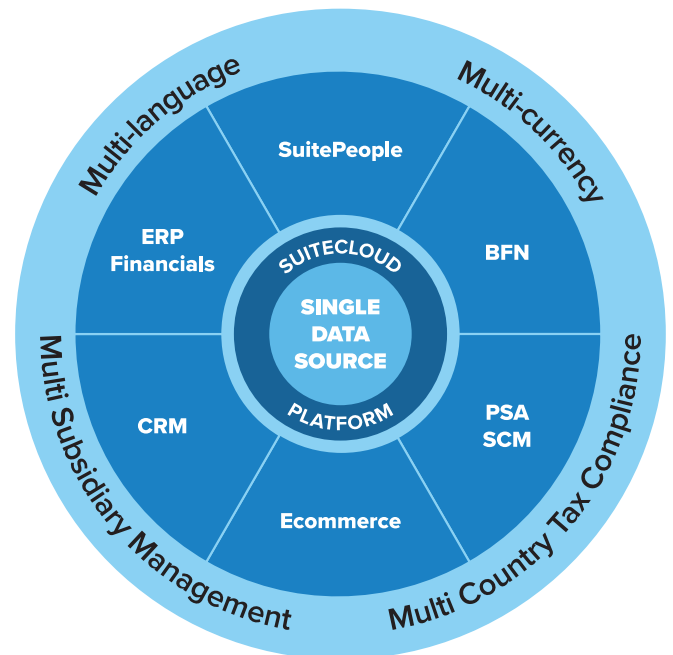 Multi-language
Multi-currency
SuitePeople
ERP
Financials
BFN
SUITECLOUD
SINGLE
DATA
SOURCE
PLATFORM
CRM
PSA
SCM
Ecommerce
Multi Subsidiary Management
Multi Country Tax Compliance